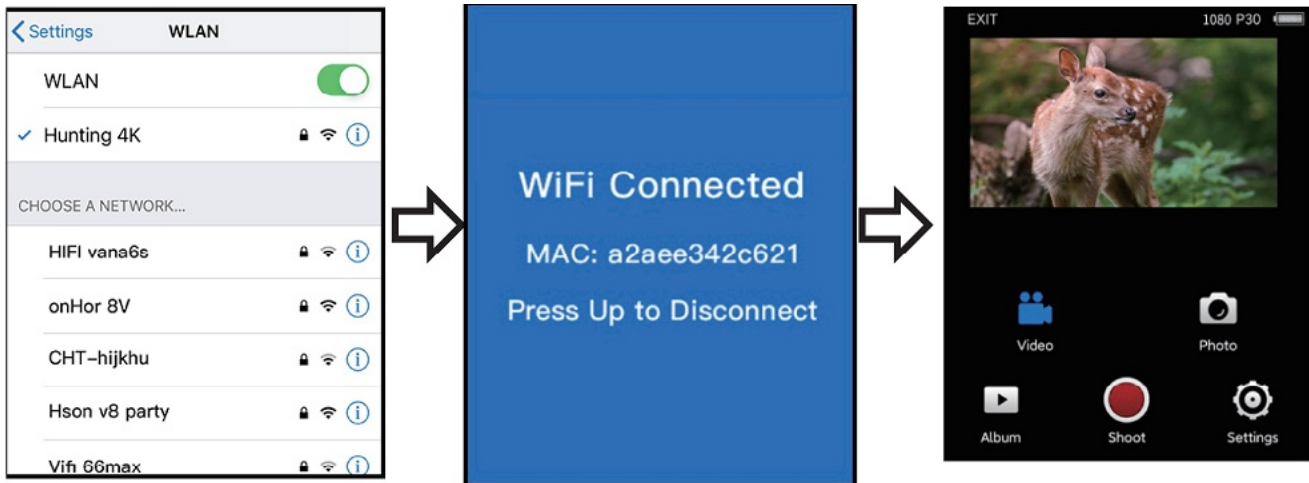 Settings WLAN
WLAN
Hunting 4K
CHOOSE A NETWORK...
HIFI vana6s
onHor 8V
CHT-hijkhu
Hson v8 party
Vifi 66max
WiFi Connected
MAC: a2aee342c621
Press Up to Disconnect
EXIT 1080 P30
Video Photo
Album Shoot Settings